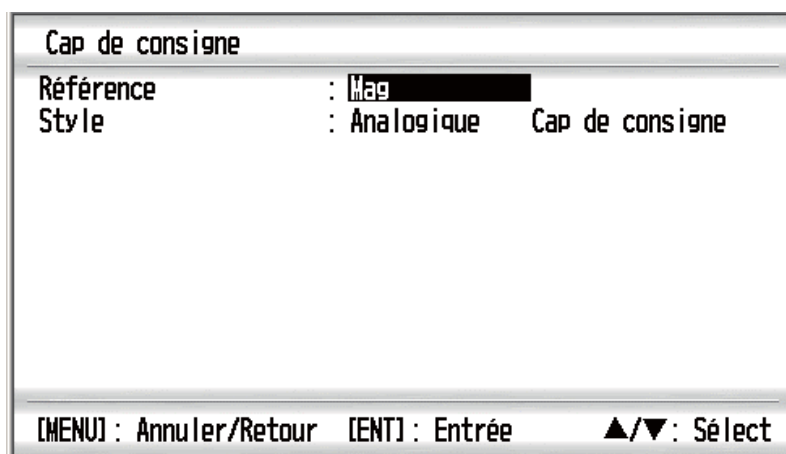 Cap de consigne
Référence : Mag
Style : Analogique Cap de consigne
[MENU] : Annuler/Retour [ENT] : Entrée ▲/▼ : Sélect